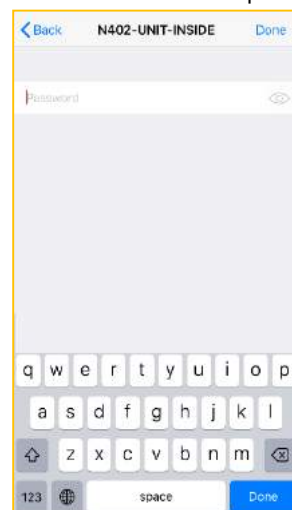 Back N402-UNIT-INSIDE Done
Password
q w e r t y u i o p
a s d f g h j k l
z x c v b n m
123 space Done